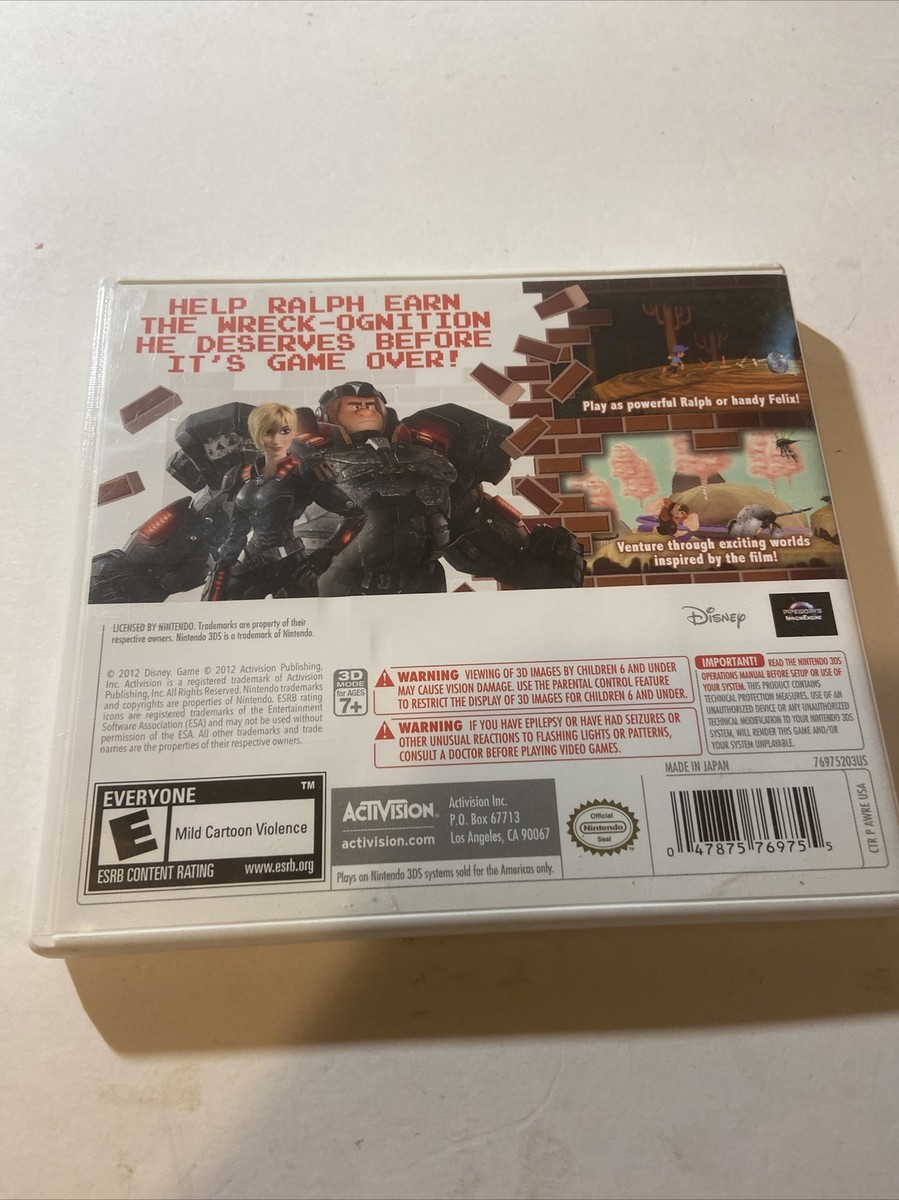 HELP RALPH EARN
THE WRECK-OGNITION
HE DESERVES BEFORE
IT'S GAME OVER!
Play as powerful Ralph or handy Felix!
Venture through exciting worlds
inspired by the film!
LICENSED BY NINTENDO. Trademarks are property of their
respective owners. Nintendo 3DS is a trademark of Nintendo.
Disney
PIPEWORKS
IMAGINENGINE
© 2012 Disney. Game © 2012 Activision Publishing,
Inc. Activision is a registered trademark of Activision
Publishing, Inc. All Rights Reserved. Nintendo trademarks
and copyrights are properties of Nintendo. ESRB rating
icons are registered trademarks of the Entertainment
Software Association (ESA) and may not be used without
permission of the ESA. All other trademarks and trade
names are the properties of their respective owners.
3D
MODE
for AGES
7+
WARNING VIEWING OF 3D IMAGES BY CHILDREN 6 AND UNDER
MAY CAUSE VISION DAMAGE. USE THE PARENTAL CONTROL FEATURE
TO RESTRICT THE DISPLAY OF 3D IMAGES FOR CHILDREN 6 AND UNDER.
WARNING IF YOU HAVE EPILEPSY OR HAVE HAD SEIZURES OR
OTHER UNUSUAL REACTIONS TO FLASHING LIGHTS OR PATTERNS,
CONSULT A DOCTOR BEFORE PLAYING VIDEO GAMES.
IMPORTANT! READ THE NINTENDO 3DS
OPERATIONS MANUAL BEFORE SETUP OR USE OF
YOUR SYSTEM. THIS PRODUCT CONTAINS
TECHNICAL PROTECTION MEASURES. USE OF AN
UNAUTHORIZED DEVICE OR ANY UNAUTHORIZED
TECHNICAL MODIFICATION TO YOUR NINTENDO 3DS
SYSTEM, WILL RENDER THIS GAME AND/OR
YOUR SYSTEM UNPLAYABLE.
MADE IN JAPAN
76975203US
EVERYONE
TM
E
Mild Cartoon Violence
ESRB CONTENT RATING
www.esrb.org
ACTIVISION®
activision.com
Activision Inc.
P.O. Box 67713
Los Angeles, CA 90067
Plays on Nintendo 3DS systems sold for the Americas only.
Official
Nintendo
Seal
0 47875 76975 5
CTR P AWRE USA